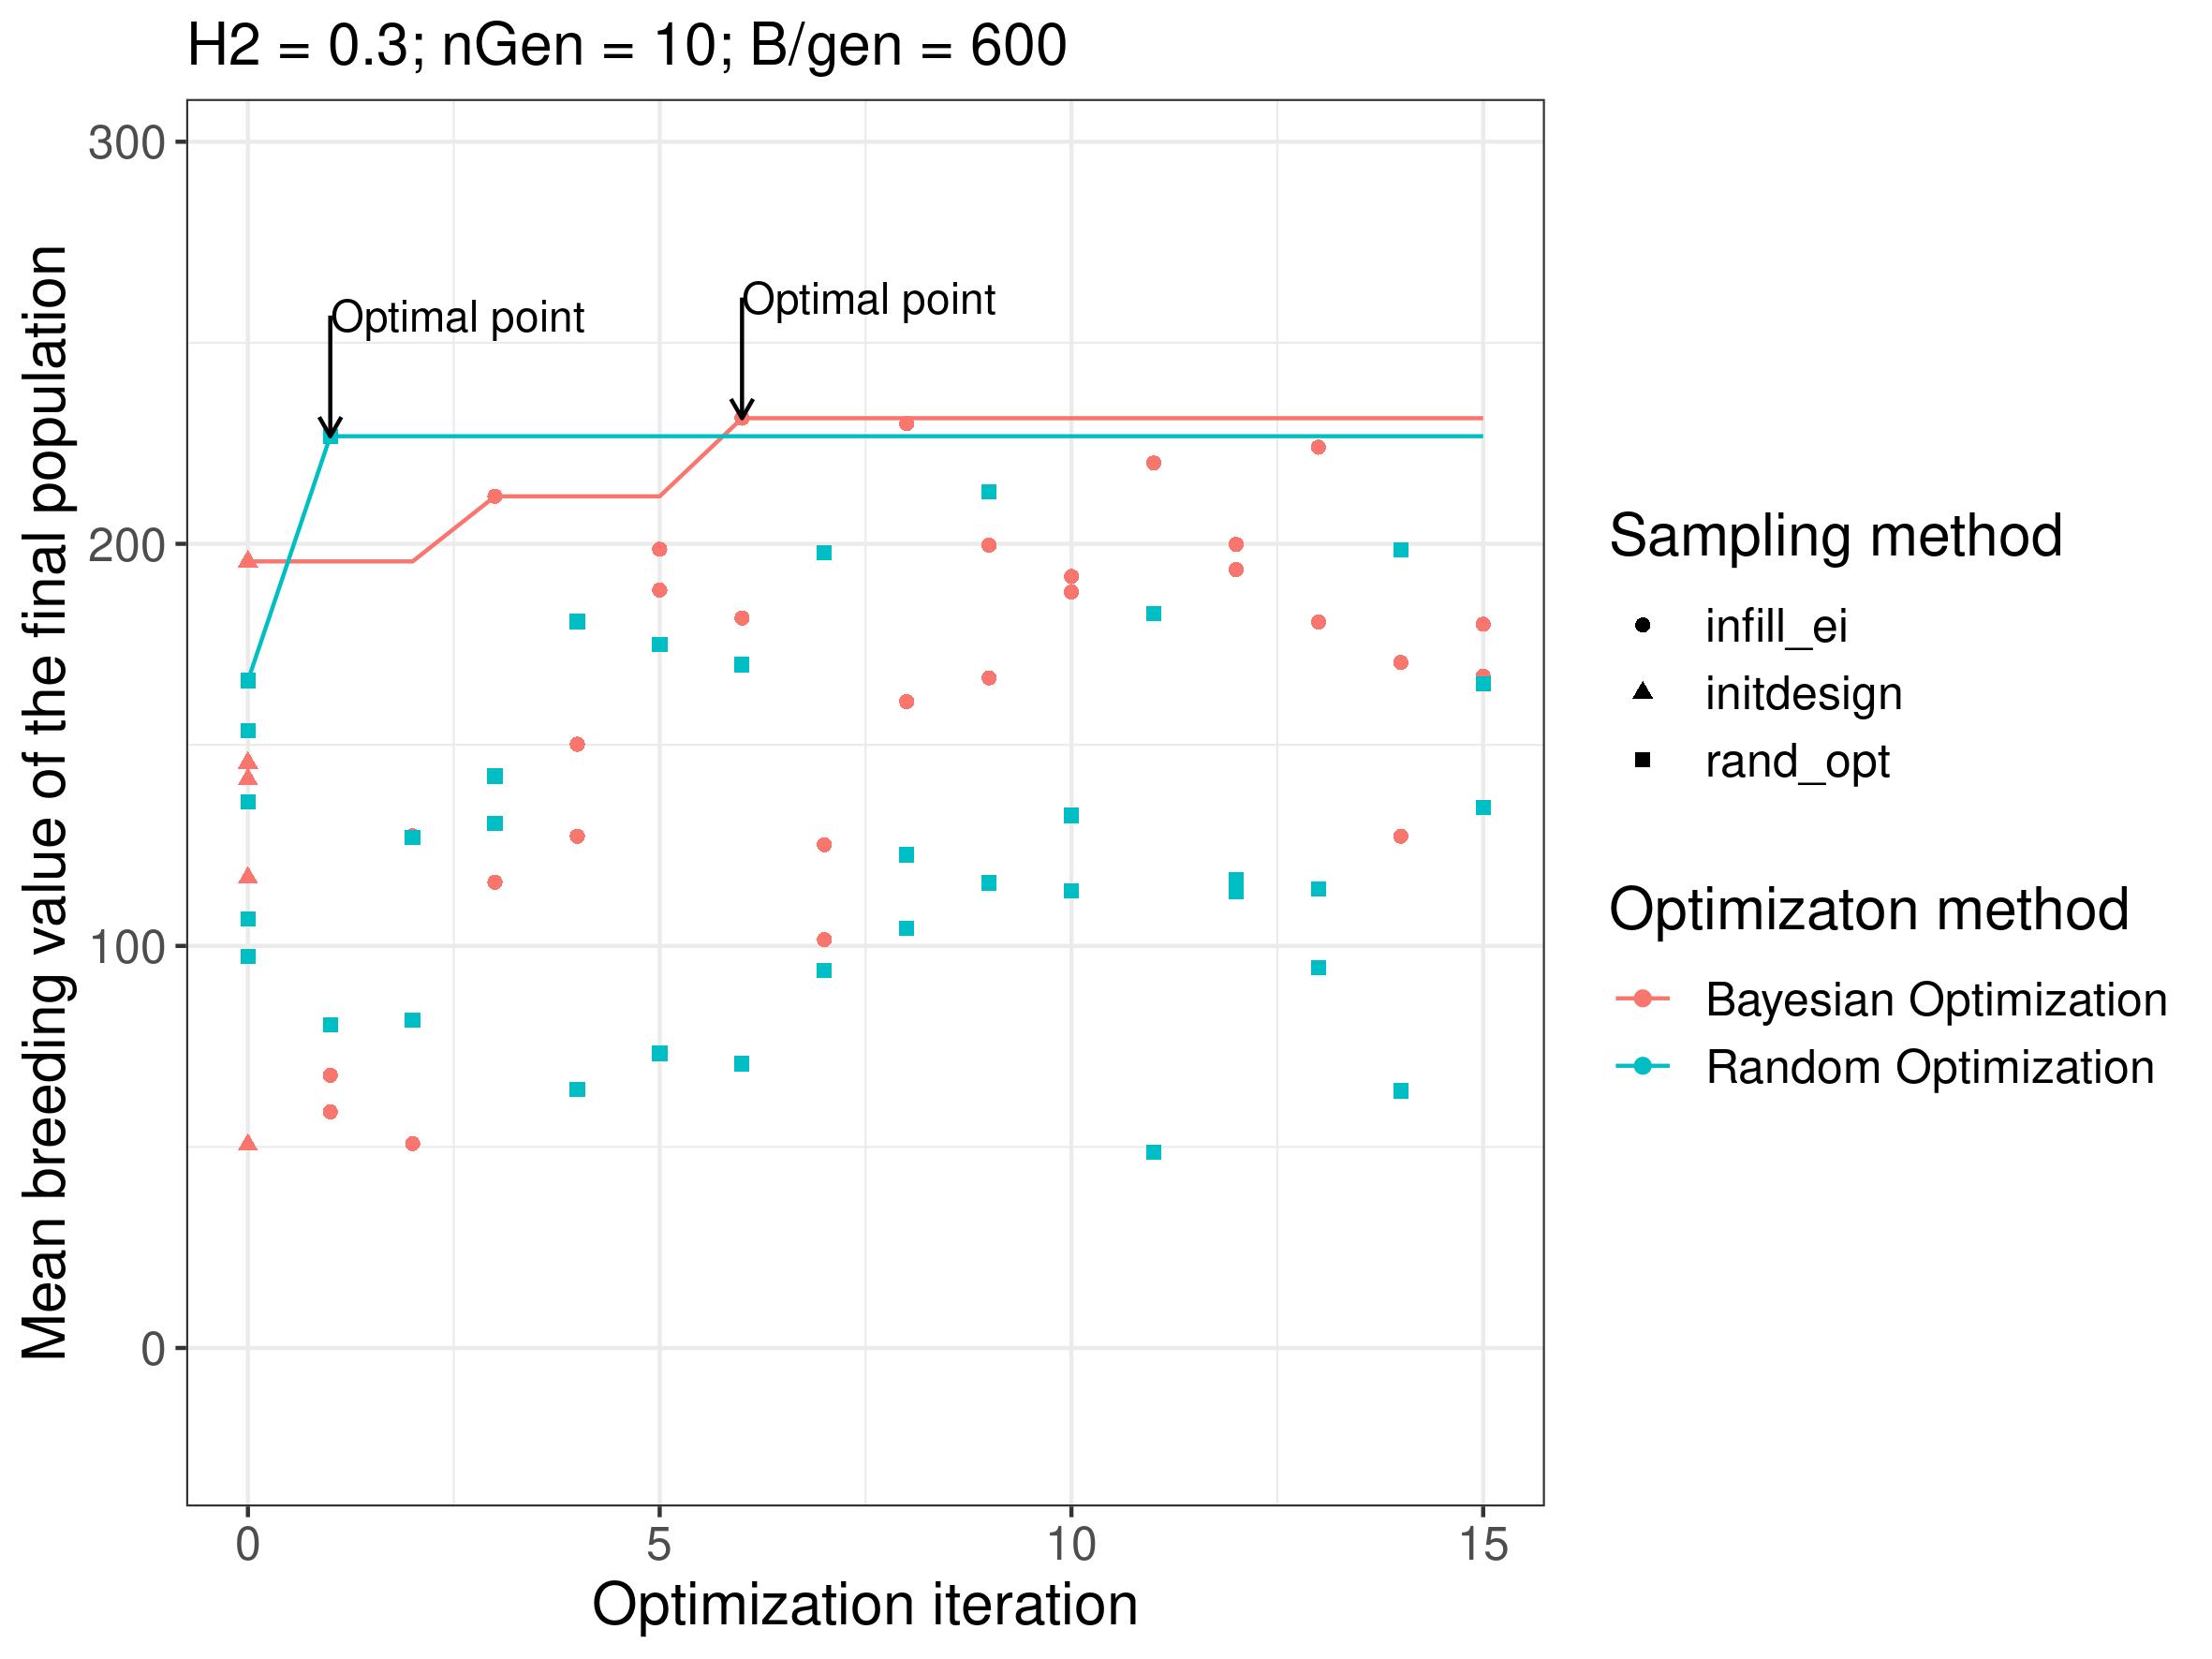 H2 = 0.3; nGen = 10; B/gen = 600
Mean breeding value of the final population
300
200
100
0
Optimal point
Optimal point
0
5
10
15
Optimization iteration
Sampling method
infill_ei
initdesign
rand_opt
Optimizaton method
Bayesian Optimization
Random Optimization